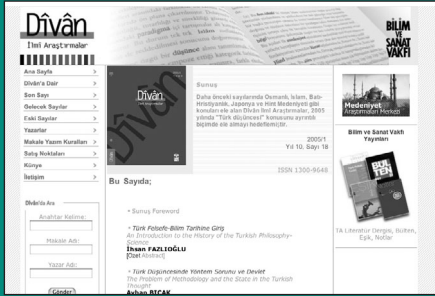 Dîvân
İlmî Araştırmalar
BİLİM
VE
SANAT
VAKFI
Ana Sayfa >
Dîvân'a Dair >
Son Sayı >
Gelecek Sayılar >
Eski Sayılar >
Yazarlar >
Makale Yazım Kuralları >
Satış Noktaları >
Künye >
İletişim >
Dîvân'da Ara
Anahtar Kelime:
Makale Adı:
Yazar Adı:
Gönder
Dîvân
Dîvân
Sunuş
Daha önceki sayılarında Osmanlı, İslam, Batı-
Hristiyanlık, Japonya ve Hint Medeniyeti gibi
konuları ele alan Dîvân İlmî Araştırmalar, 2005
yılında "Türk düşüncesi" konusunu ayrıntılı
biçimde ele almayı hedeflemiştir.
2005/1
Yıl 10, Sayı 18
ISSN 1300-9648
Bu Sayıda;
• Sunuş Foreword
• Türk Felsefe-Bilim Tarihine Giriş
An Introduction to the History of the Turkish Philosophy-
Science
İhsan FAZLIOĞLU
[Özet Abstract]
• Türk Düşüncesinde Yöntem Sorunu ve Devlet
The Problem of Methodology and the State in the Turkish
Thought
Ayhan BIÇAK
Medeniyet
Araştırmaları Merkezi
Bilim ve Sanat Vakfı
Yayınları
BÜL
TEN
TA Literatür Dergisi, Bülten,
Eşik, Notlar